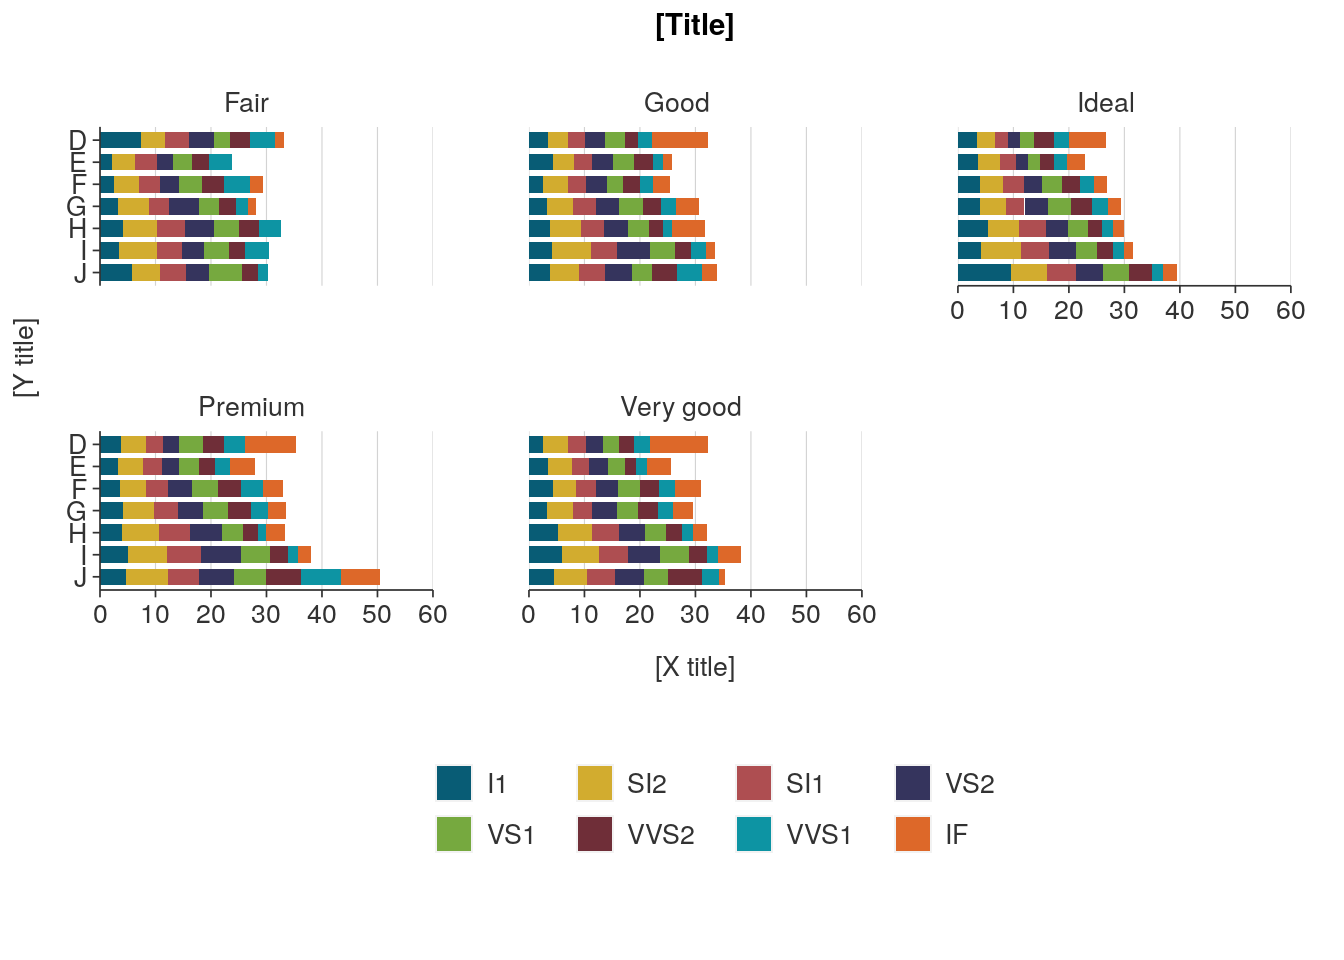 [Title]
Fair Good Ideal
D
E
F
G
H
I
J
0 10 20 30 40 50 60
[Y title]
Premium Very good
D
E
F
G
H
I
J
0 10 20 30 40 50 60 0 10 20 30 40 50 60
[X title]
I1 SI2 SI1 VS2
VS1 VVS2 VVS1 IF